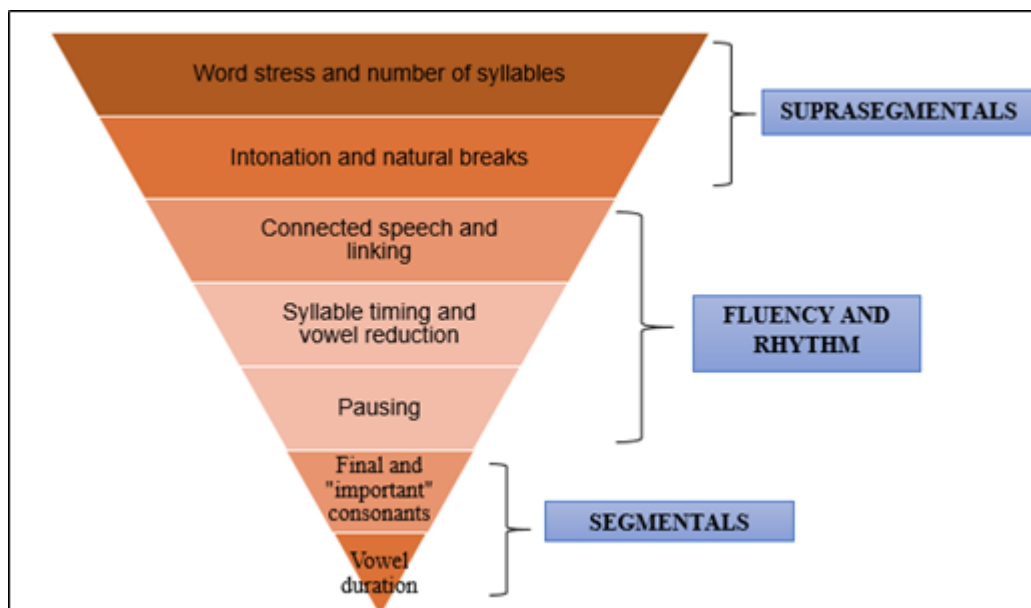 Word stress and number of syllables
SUPRASEGMENTALS
Intonation and natural breaks
Connected speech and
linking
Syllable timing and
vowel reduction
FLUENCY AND
RHYTHM
Pausing
Final and
"important"
consonants
SEGMENTALS
Vowel
duration